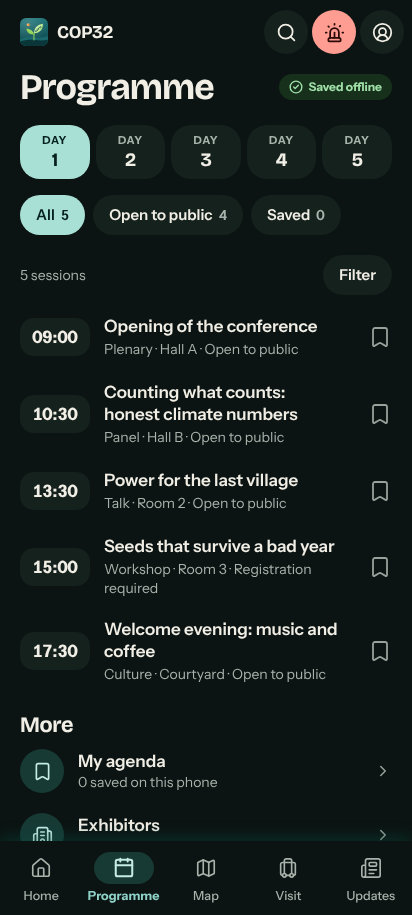 COP32
Programme
Saved offline
DAY
1
DAY
2
DAY
3
DAY
4
DAY
5
All 5
Open to public 4
Saved 0
5 sessions
Filter
09:00
Opening of the conference
Plenary · Hall A · Open to public
10:30
Counting what counts:
honest climate numbers
Panel · Hall B · Open to public
13:30
Power for the last village
Talk · Room 2 · Open to public
15:00
Seeds that survive a bad year
Workshop · Room 3 · Registration
required
17:30
Welcome evening: music and
coffee
Culture · Courtyard · Open to public
More
My agenda
0 saved on this phone
Exhibitors
Home
Programme
Map
Visit
Updates